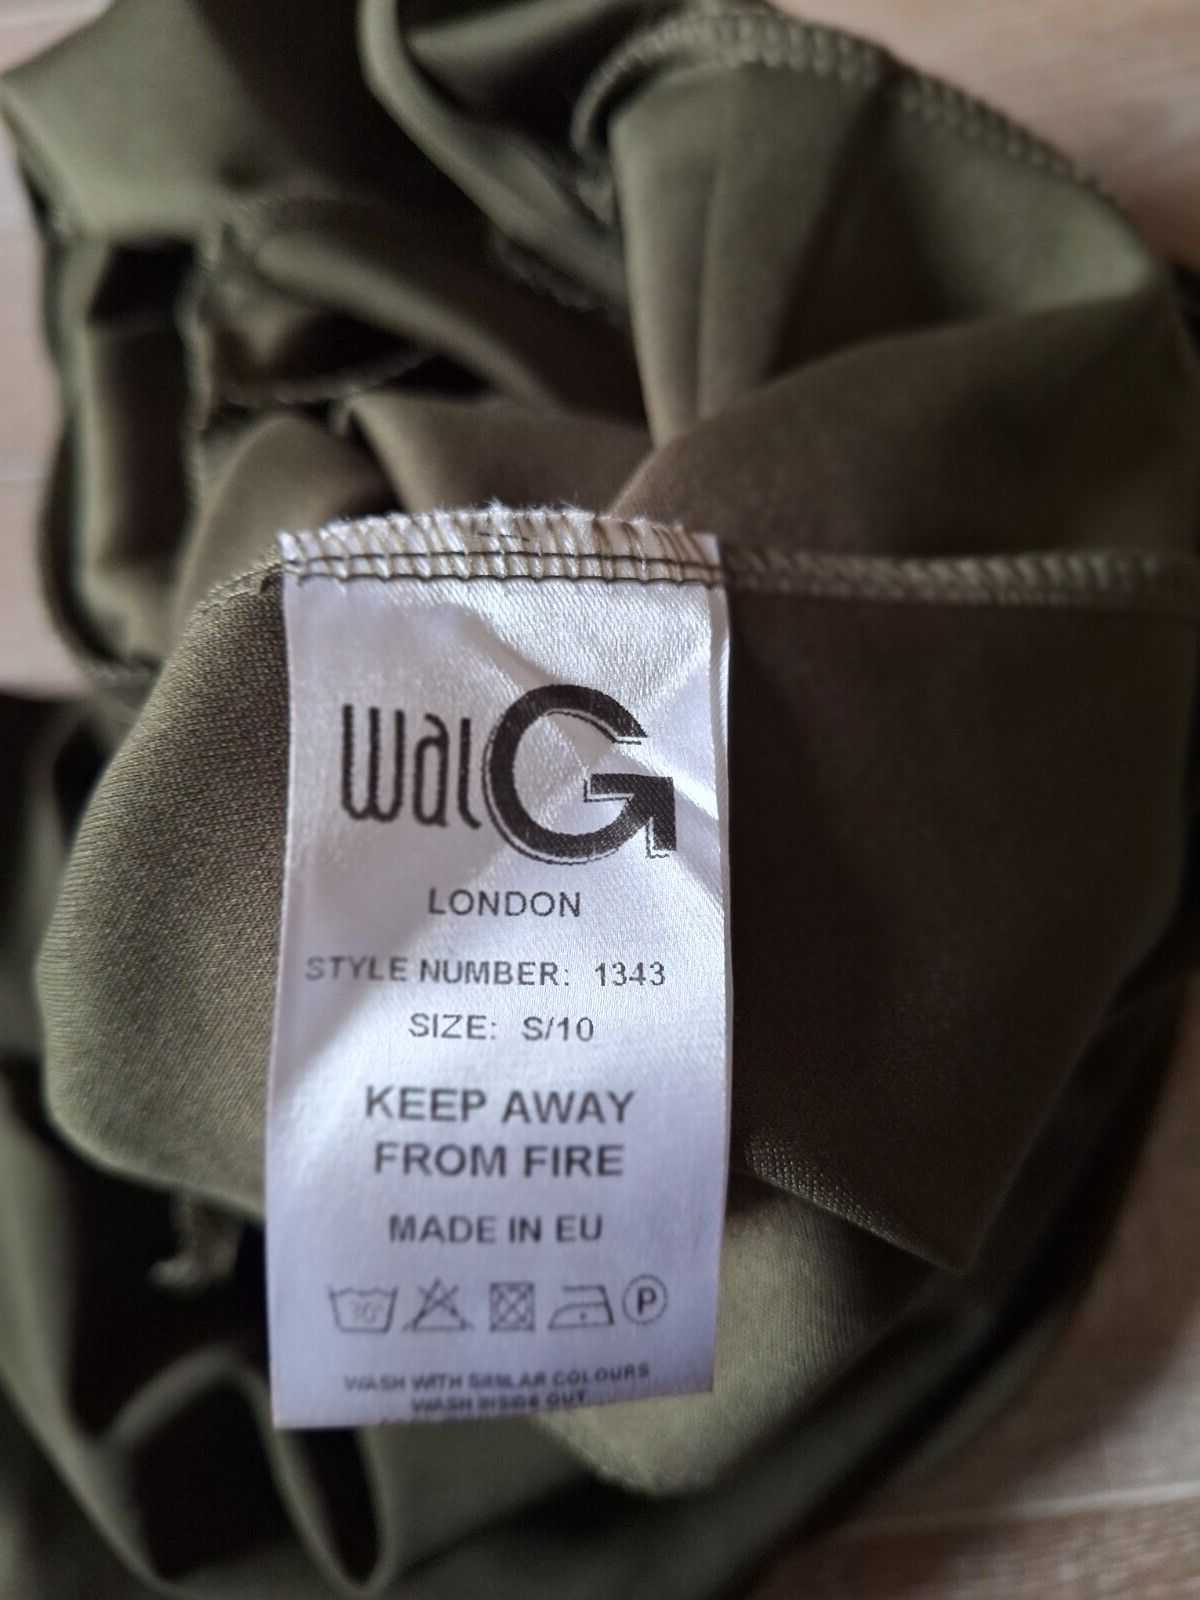 walG
LONDON
STYLE NUMBER: 1343
SIZE: S/10
KEEP AWAY
FROM FIRE
MADE IN EU
30° P
WASH WITH SIMILAR COLOURS
WASH INSIDE OUT